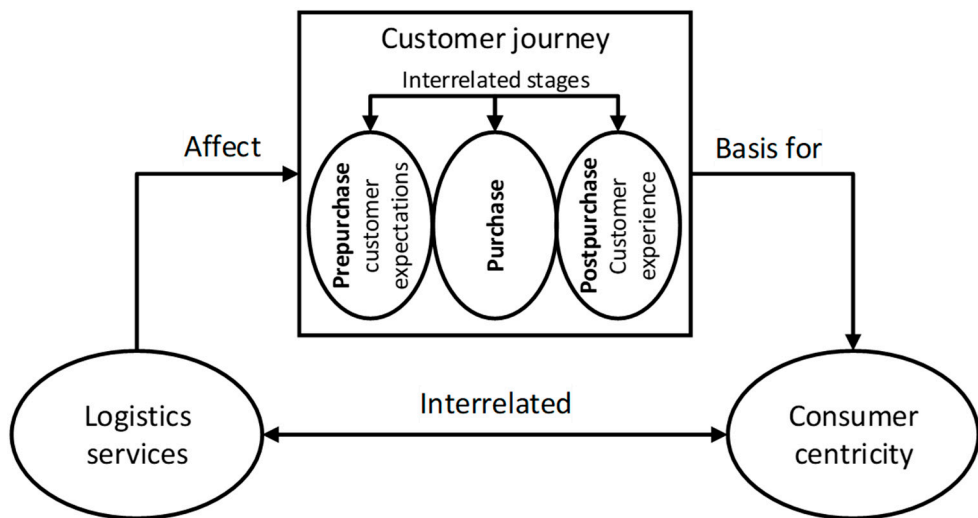 Customer journey
Interrelated stages
Affect
Basis for
Prepurchase
customer
expectations
Purchase
Postpurchase
Customer
experience
Logistics
services
Interrelated
Consumer
centricity